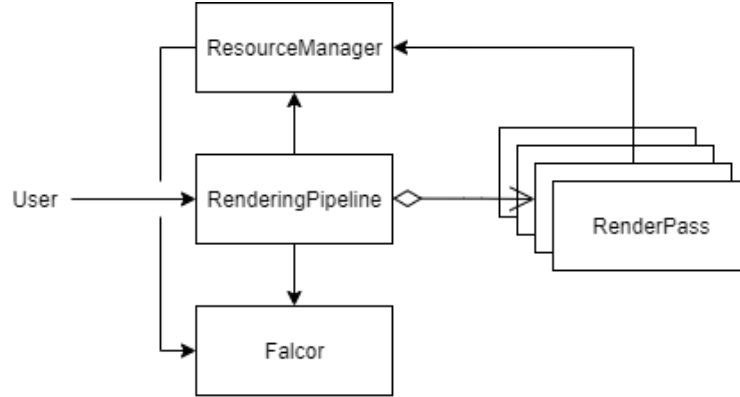 ResourceManager
User
RenderingPipeline
RenderPass
Falcor